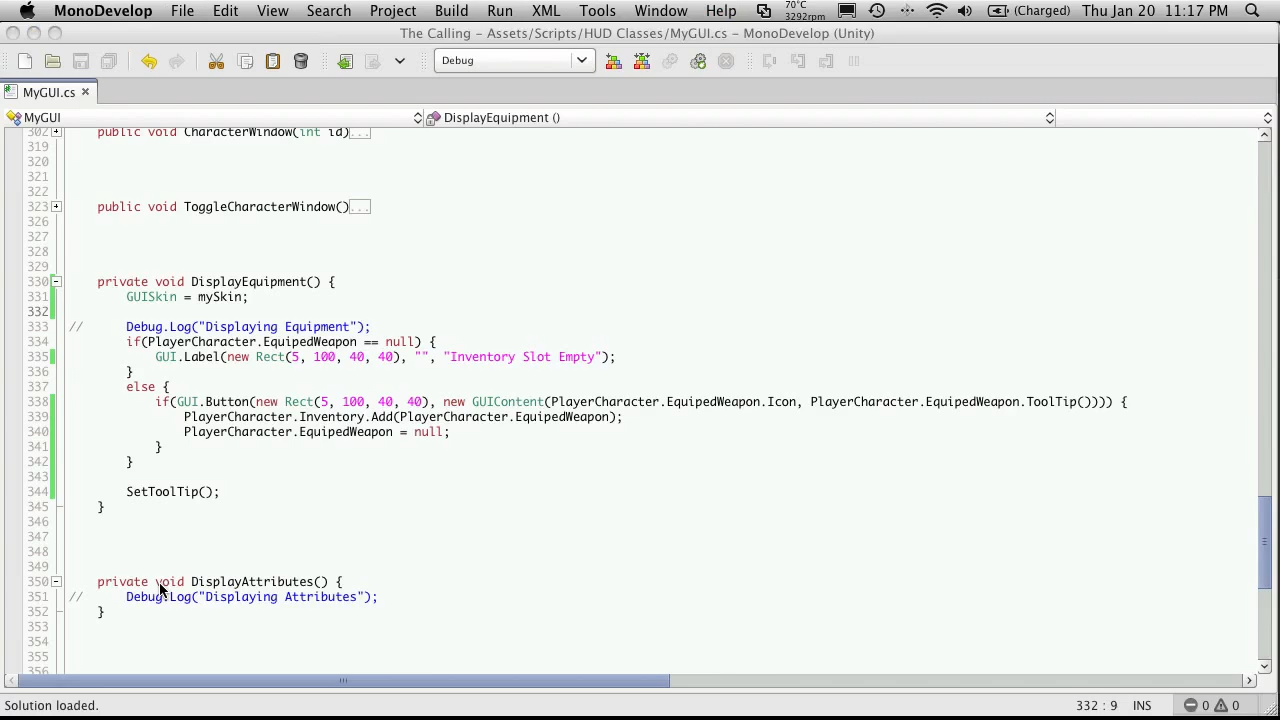 MonoDevelop File Edit View Search Project Build Run XML Tools Window Help 70°C 3292rpm (Charged) Thu Jan 20 11:17 PM
The Calling – Assets/Scripts/HUD Classes/MyGUI.cs – MonoDevelop (Unity)
Debug
MyGUI.cs
MyGUI DisplayEquipment ()
302 public void CharacterWindow(int id)...
319
320
321
322
323 public void ToggleCharacterWindow()...
326
327
328
329
330 private void DisplayEquipment() {
331 GUISkin = mySkin;
332
333 // Debug.Log("Displaying Equipment");
334 if(PlayerCharacter.EquipedWeapon == null) {
335 GUI.Label(new Rect(5, 100, 40, 40), "", "Inventory Slot Empty");
336 }
337 else {
338 if(GUI.Button(new Rect(5, 100, 40, 40), new GUIContent(PlayerCharacter.EquipedWeapon.Icon, PlayerCharacter.EquipedWeapon.ToolTip()))) {
339 PlayerCharacter.Inventory.Add(PlayerCharacter.EquipedWeapon);
340 PlayerCharacter.EquipedWeapon = null;
341 }
342 }
343
344 SetToolTip();
345 }
346
347
348
349
350 private void DisplayAttributes() {
351 // Debug.Log("Displaying Attributes");
352 }
353
354
355
356
Solution loaded. 332 : 9 INS 0 0